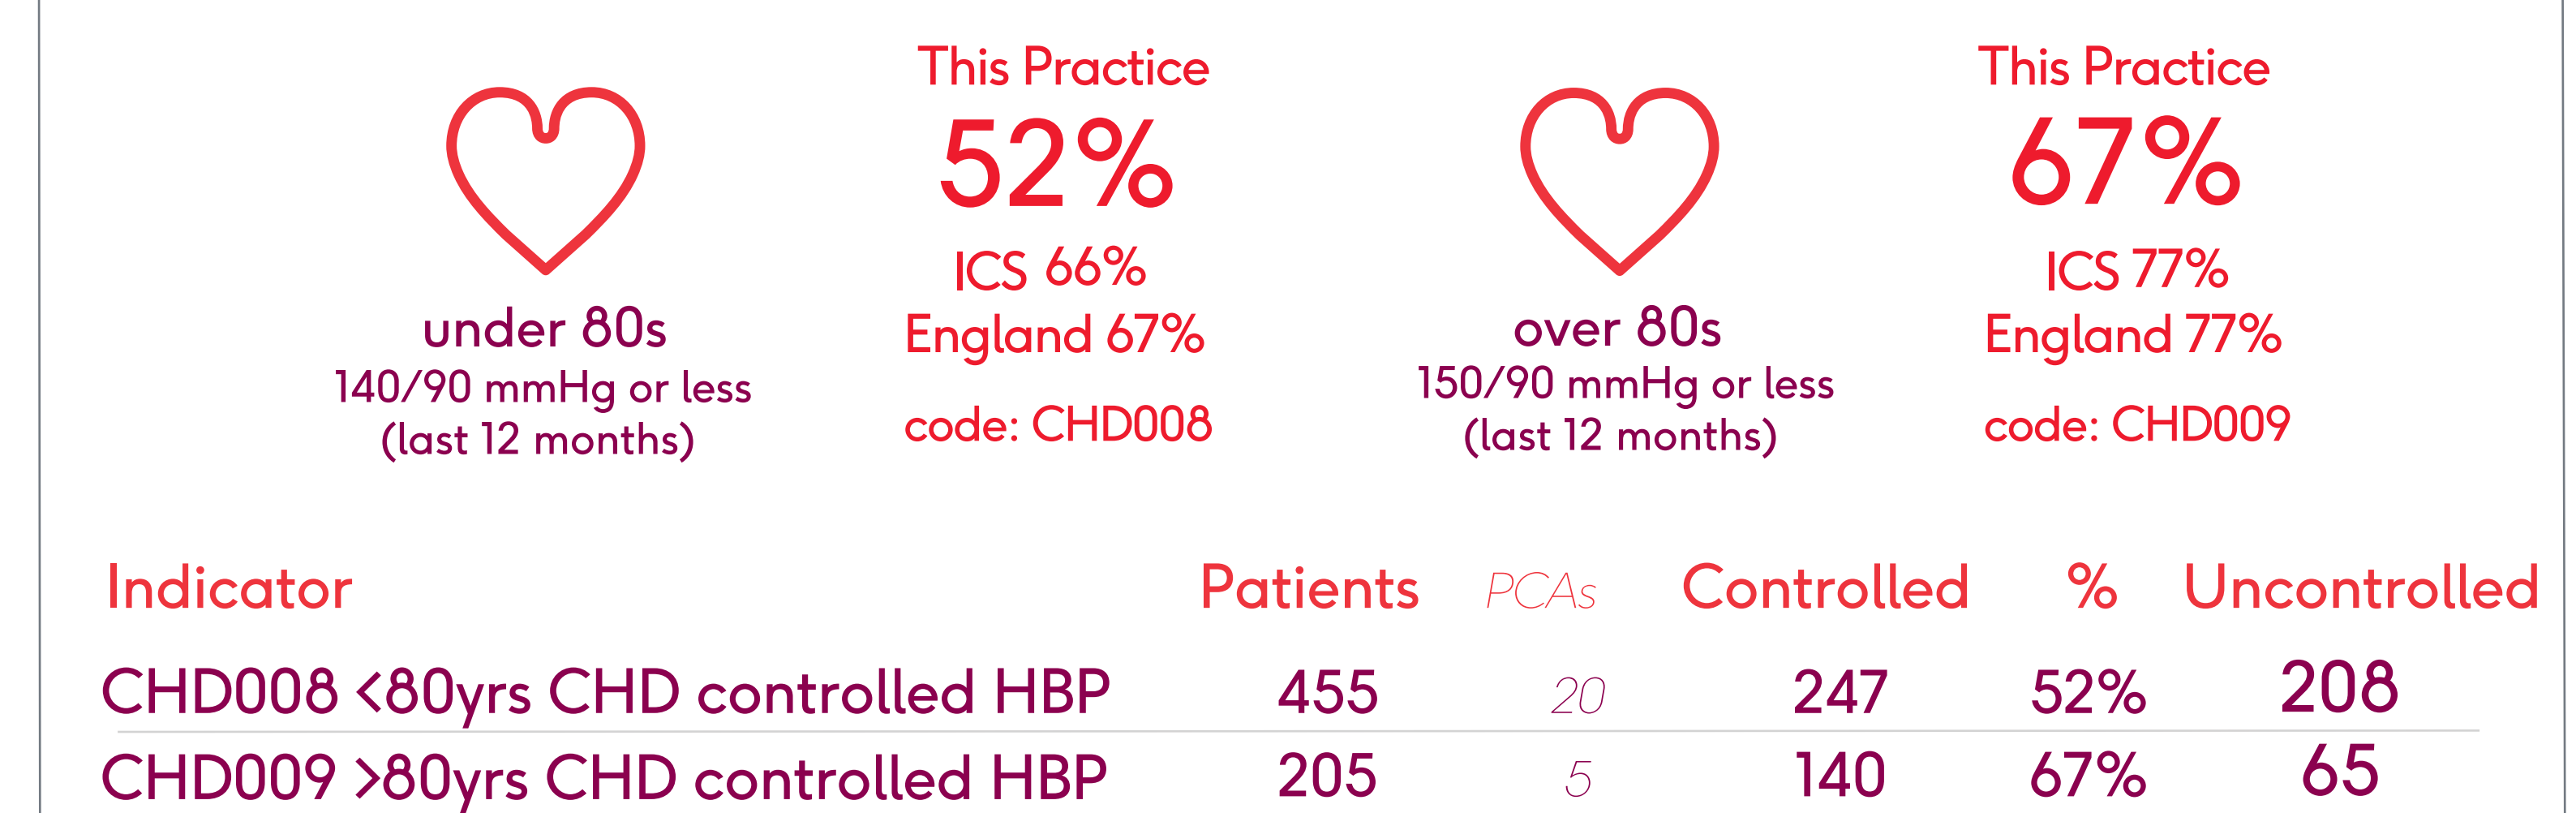 under 80s
140/90 mmHg or less
(last 12 months)
This Practice
52%
ICS 66%
England 67%
code: CHD008
over 80s
150/90 mmHg or less
(last 12 months)
This Practice
67%
ICS 77%
England 77%
code: CHD009
Indicator Patients PCAs Controlled % Uncontrolled
CHD008 <80yrs CHD controlled HBP 455 20 247 52% 208
CHD009 >80yrs CHD controlled HBP 205 5 140 67% 65